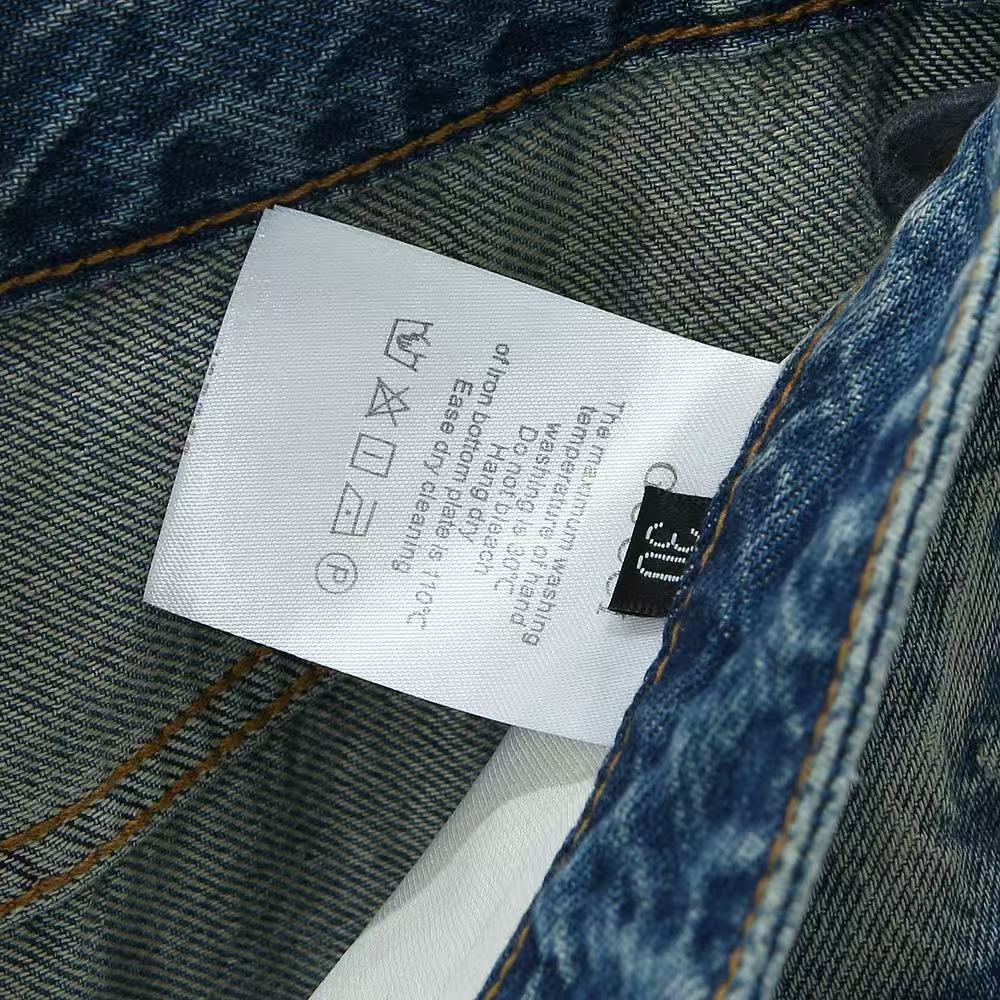 30
The maximum washing
temperature of hand
washing is 30℃
Do not bleach
Hang dry
of Iron bottom plate is 110℃
Ease dry cleaning
P